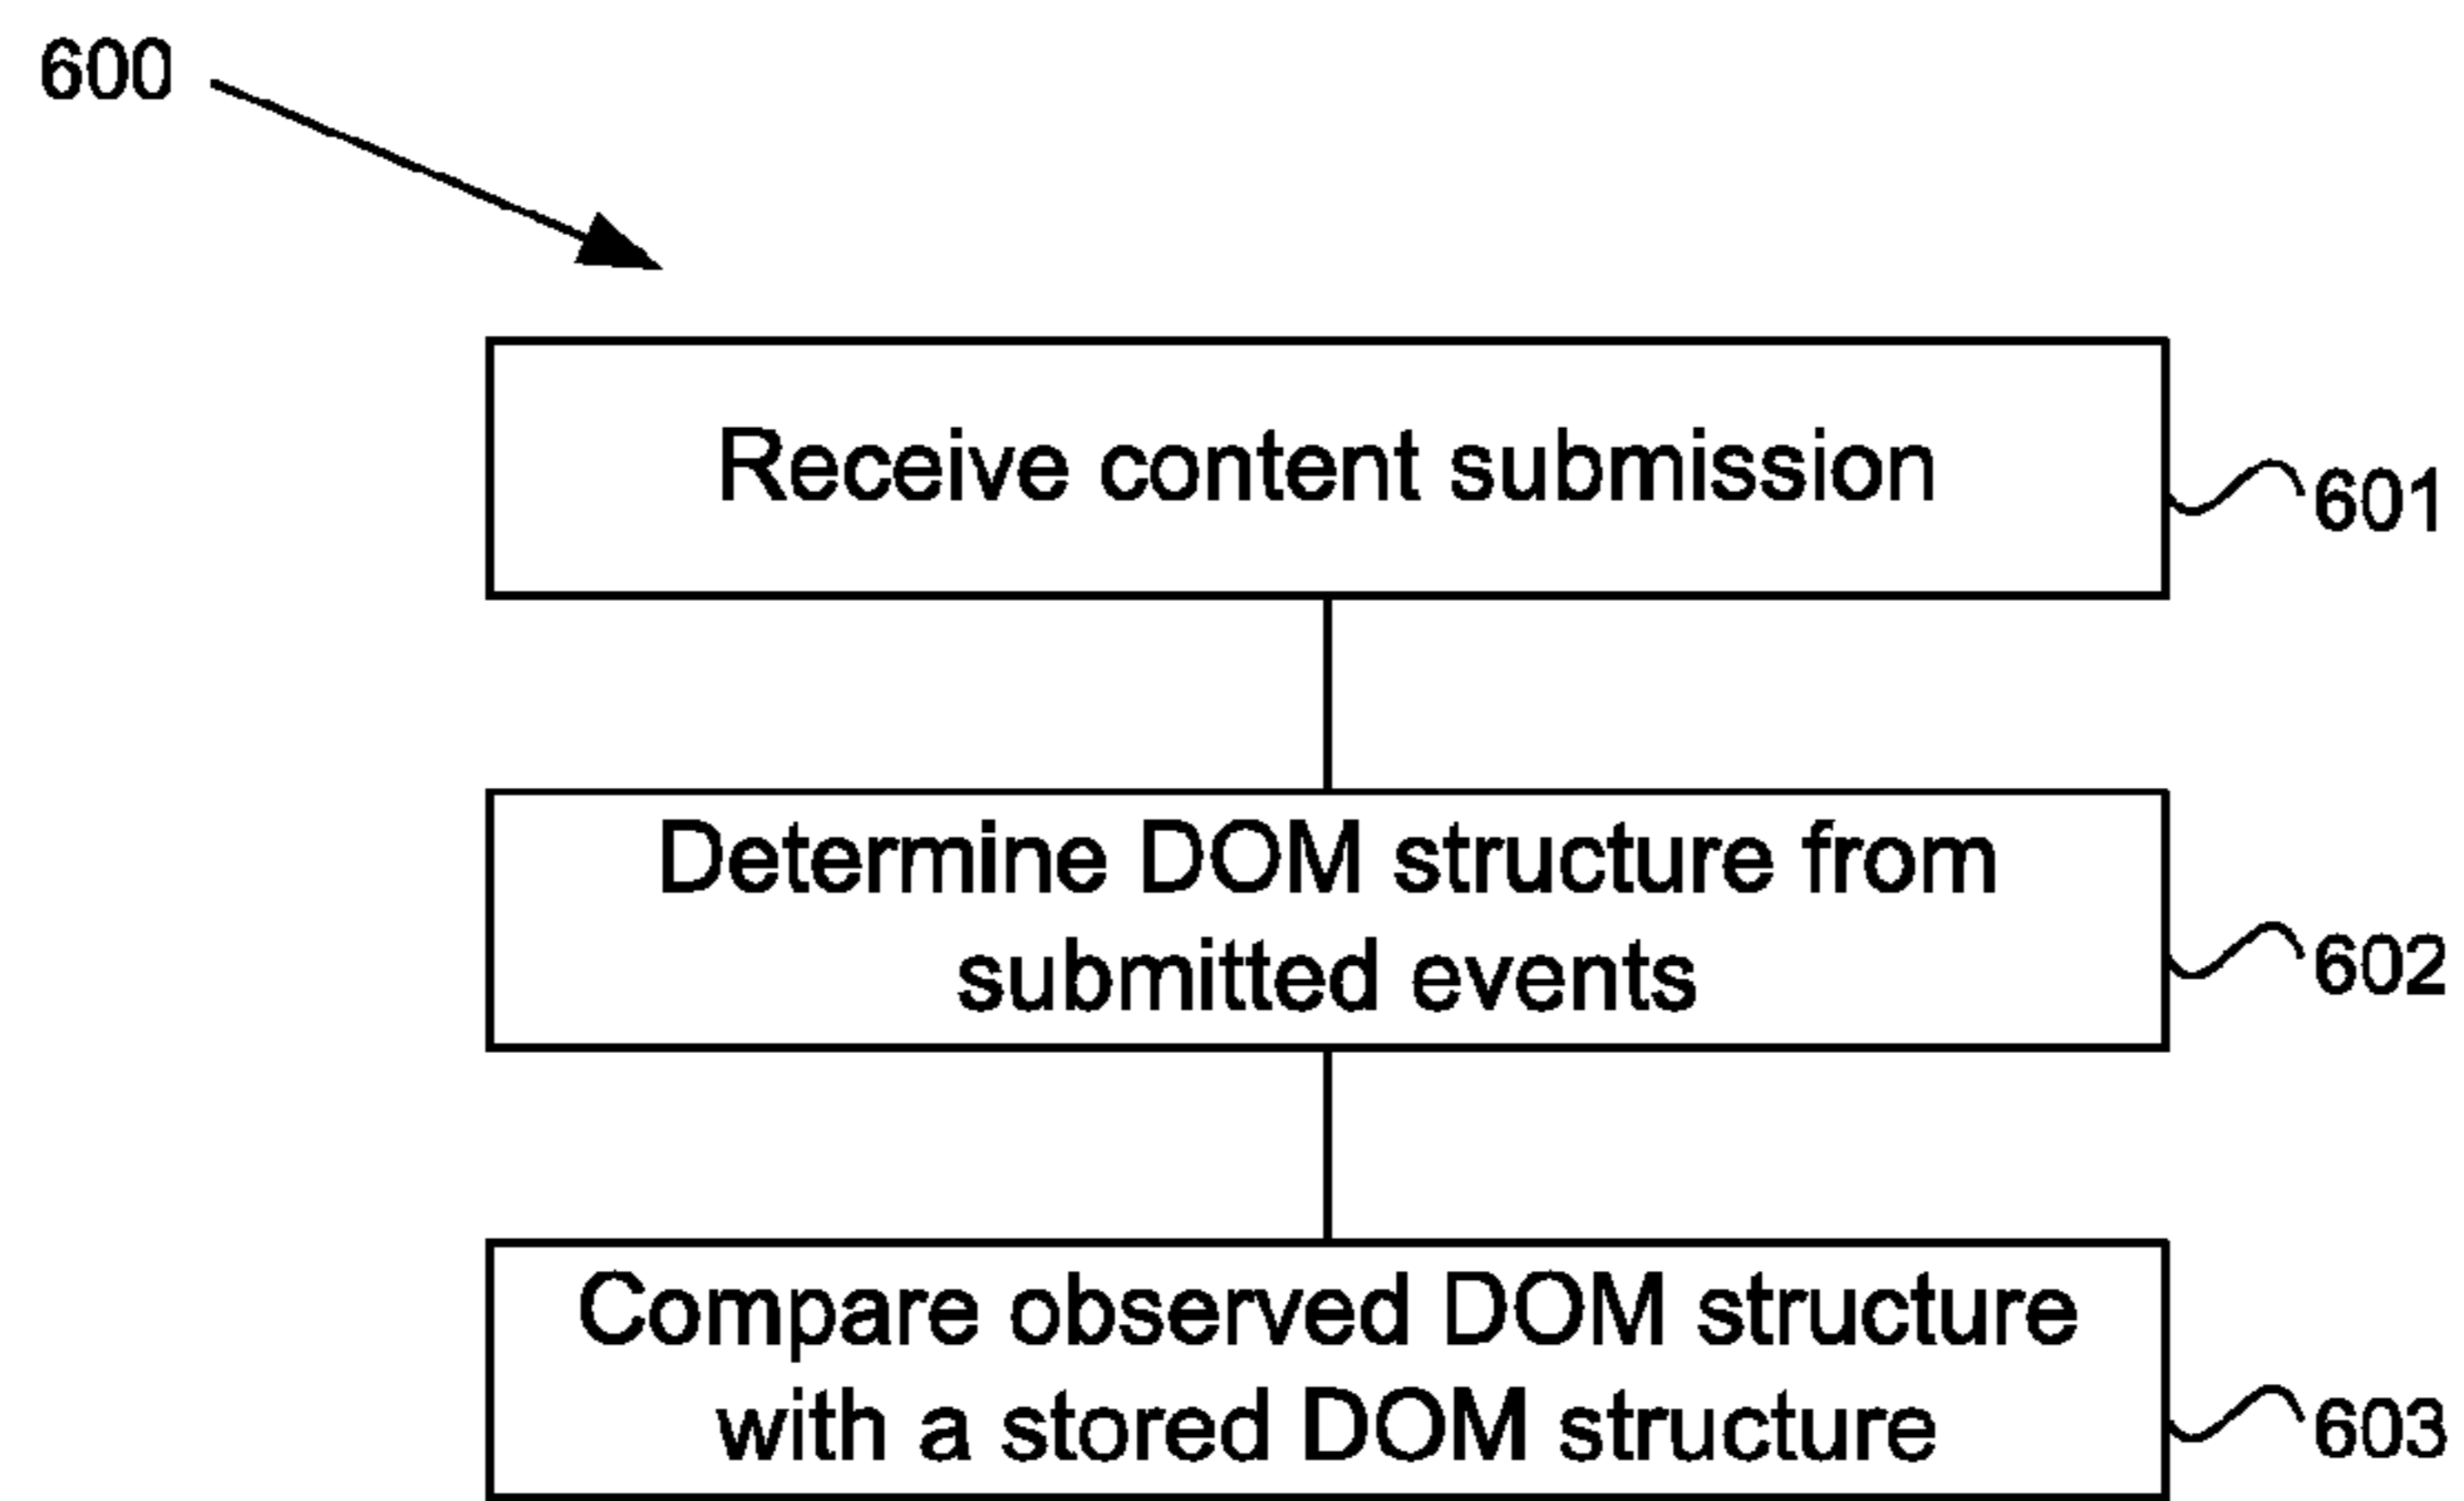 600
Receive content submission
601
Determine DOM structure from
submitted events
602
Compare observed DOM structure
with a stored DOM structure
603